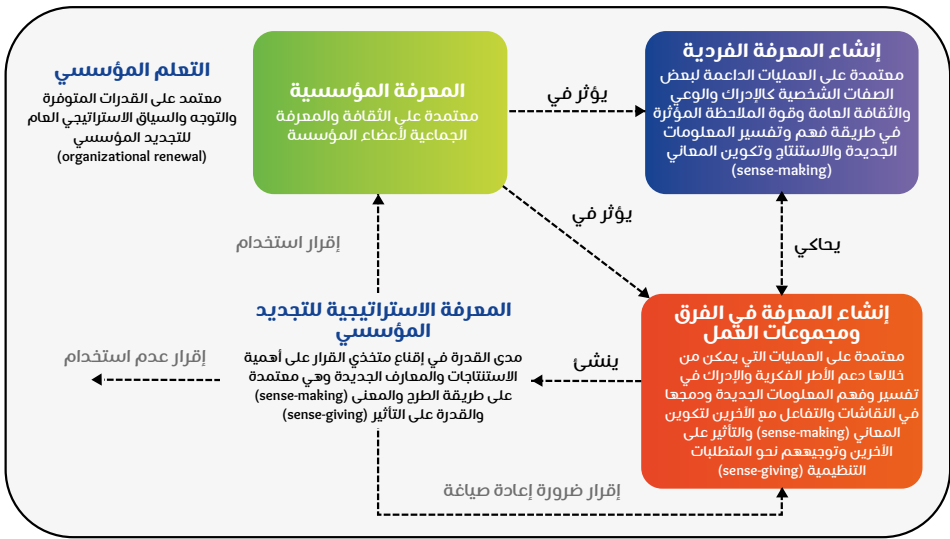 إنشاء المعرفة الفردية
معتمدة على العمليات الداعمة لبعض
الصفات الشخصية كالإدراك والوعي
والثقافة العامة وقوة الملاحظة المؤثرة
في طريقة فهم وتفسير المعلومات
الجديدة والاستنتاج وتكوين المعاني
(sense-making)
يؤثر في
المعرفة المؤسسية
معتمدة على الثقافة والمعرفة
الجماعية لأعضاء المؤسسة
التعلم المؤسسي
معتمد على القدرات المتوفرة
والتوجه والسياق الاستراتيجي العام
للتجديد المؤسسي
(organizational renewal)
يؤثر في
يحاكي
إقرار استخدام
إنشاء المعرفة في الفرق
ومجموعات العمل
معتمدة على العمليات التي يمكن من
خلالها دعم الأطر الفكرية والإدراك في
تفسير وفهم المعلومات الجديدة ودمجها
في النقاشات والتفاعل مع الآخرين لتكوين
المعاني (sense-making) والتأثير على
الآخرين وتوجيههم نحو المتطلبات
التنظيمية (sense-giving)
ينشئ
المعرفة الاستراتيجية للتجديد
المؤسسي
مدى القدرة في إقناع متخذي القرار على أهمية
الاستنتاجات والمعارف الجديدة وهي معتمدة
على طريقة الطرح والمعنى (sense-making)
والقدرة على التأثير (sense-giving)
إقرار عدم استخدام
إقرار ضرورة إعادة صياغة